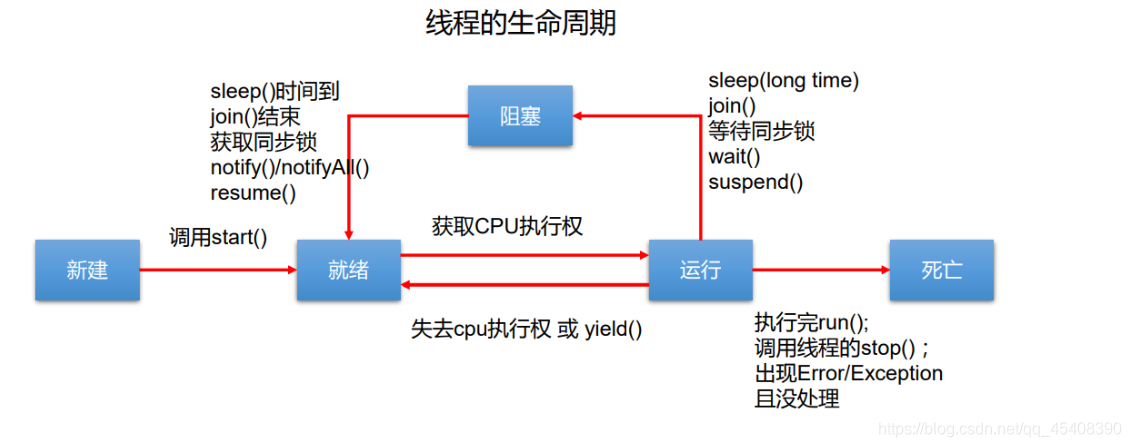 线程的生命周期
sleep()时间到
join()结束
获取同步锁
notify()/notifyAll()
resume()
阻塞
sleep(long time)
join()
等待同步锁
wait()
suspend()
调用start()
获取CPU执行权
新建
就绪
运行
死亡
失去cpu执行权 或 yield()
执行完run();
调用线程的stop()；
出现Error/Exception
且没处理
https://blog.csdn.net/qq_45408390